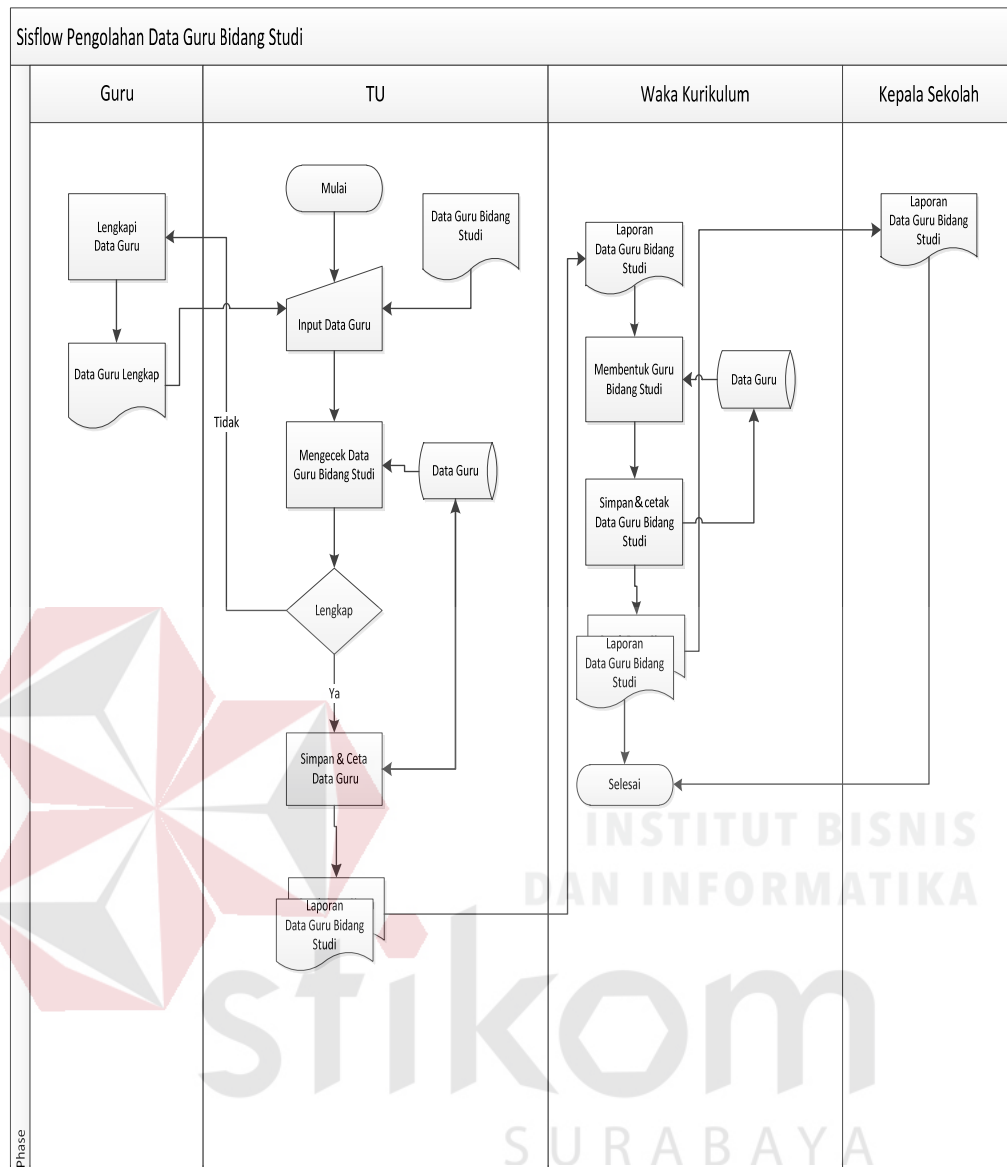 Sisflow Pengolahan Data Guru Bidang Studi
Guru
TU
Waka Kurikulum
Kepala Sekolah
Lengkapi
Data Guru
Data Guru Lengkap
Tidak
Mulai
Data Guru Bidang
Studi
Input Data Guru
Mengecek Data
Guru Bidang Studi
Data Guru
Lengkap
Ya
Simpan & Ceta
Data Guru
Laporan
Data Guru Bidang
Studi
Laporan
Data Guru Bidang
Studi
Membentuk Guru
Bidang Studi
Data Guru
Simpan & cetak
Data Guru Bidang
Studi
Laporan
Data Guru Bidang
Studi
Selesai
Laporan
Data Guru Bidang
Studi
Phase
INSTITUT BISNIS
DAN INFORMATIKA
stikom
SURABAYA